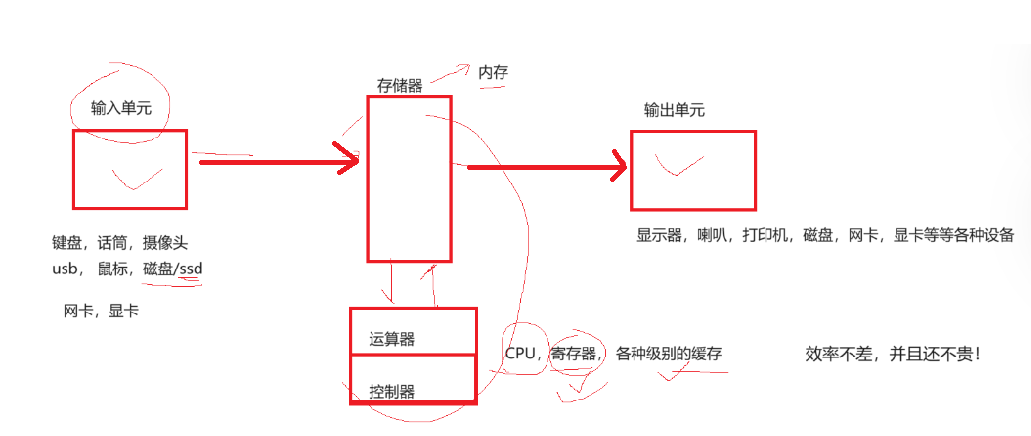 存储器
内存
输入单元
输出单元
键盘，话筒，摄像头
usb， 鼠标，磁盘/ssd
网卡，显卡
显示器，喇叭，打印机，磁盘，网卡，显卡等等各种设备
运算器
控制器
CPU，寄存器， 各种级别的缓存
效率不差，并且还不贵！